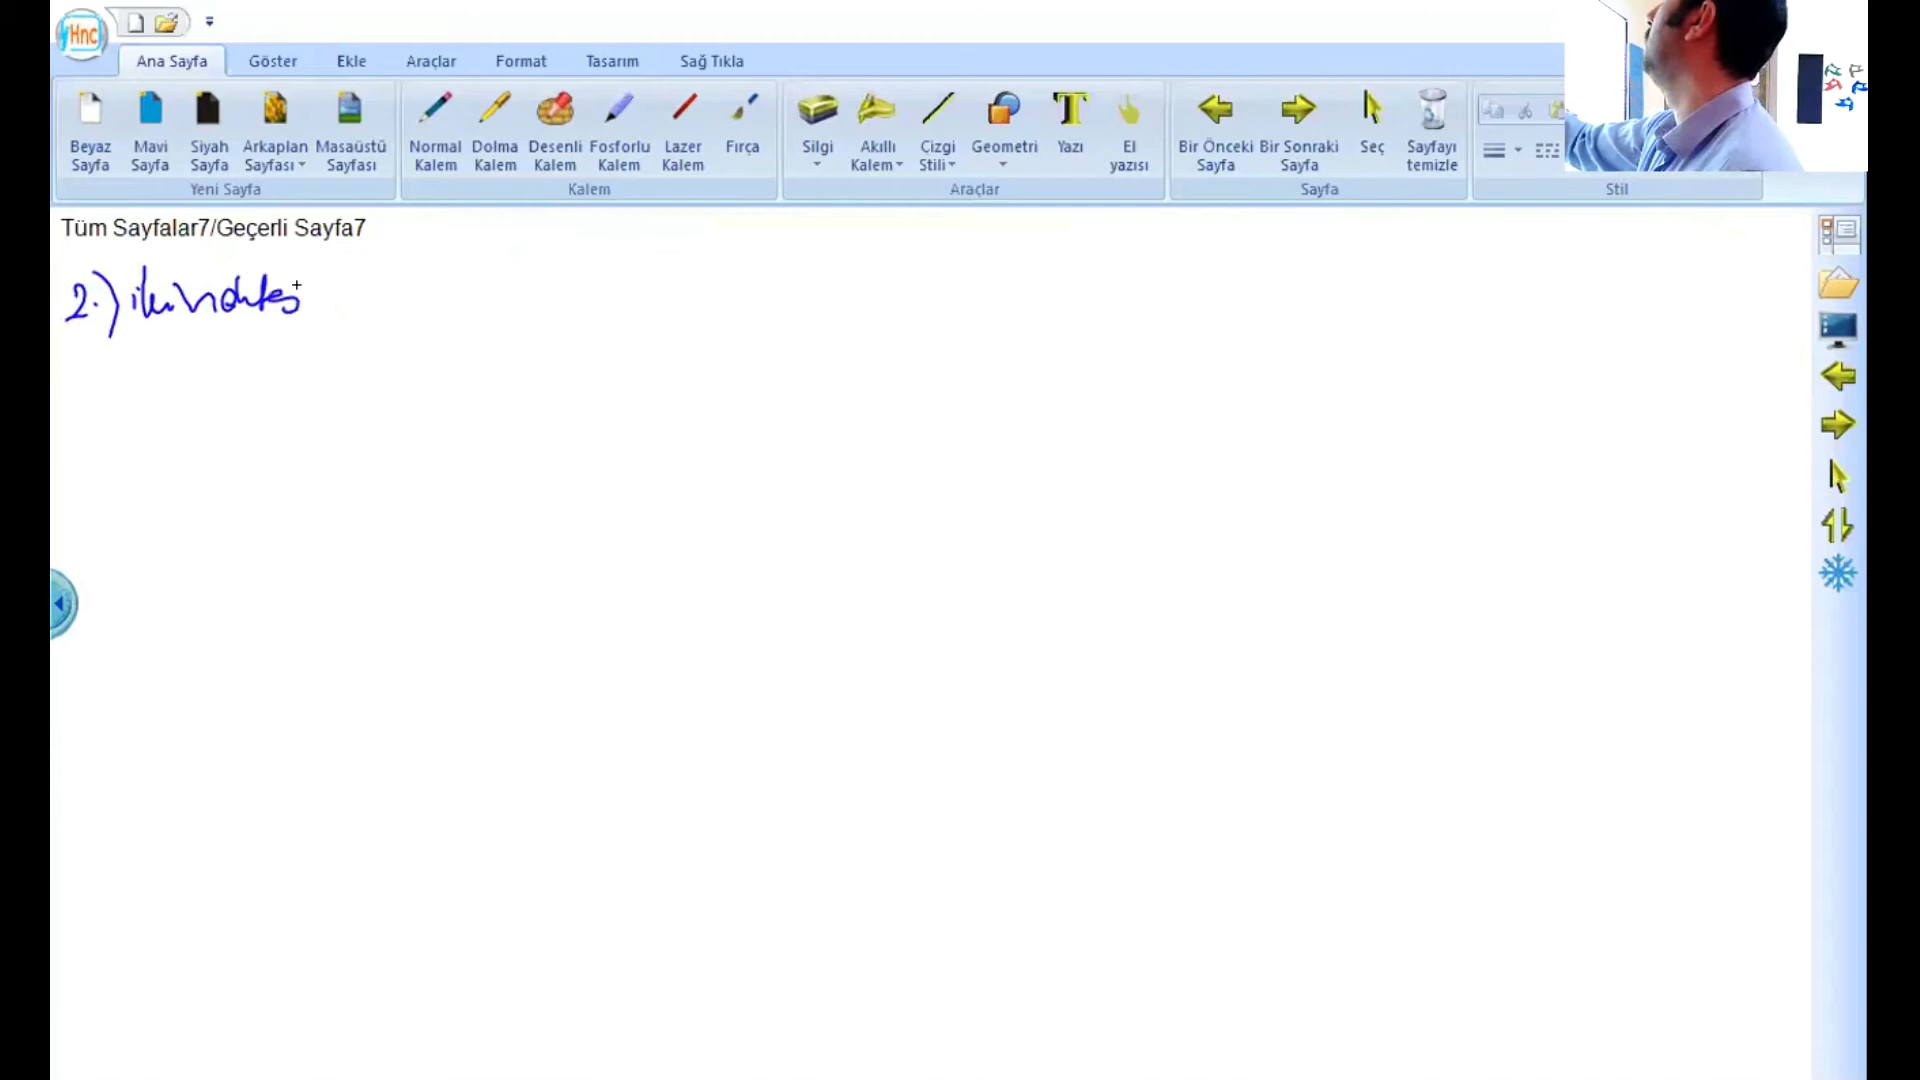 Hnc
Ana Sayfa Göster Ekle Araçlar Format Tasarım Sağ Tıkla
Beyaz Sayfa Mavi Sayfa Siyah Sayfa Arkaplan Sayfası Masaüstü Sayfası
Normal Kalem Dolma Kalem Desenli Kalem Fosforlu Kalem Lazer Kalem Fırça
Silgi Akıllı Kalem Çizgi Stili Geometri Yazı El yazısı
Bir Önceki Sayfa Bir Sonraki Sayfa Seç Sayfayı temizle
Yeni Sayfa Kalem Araçlar Sayfa Stil
Tüm Sayfalar7/Geçerli Sayfa7
2.)